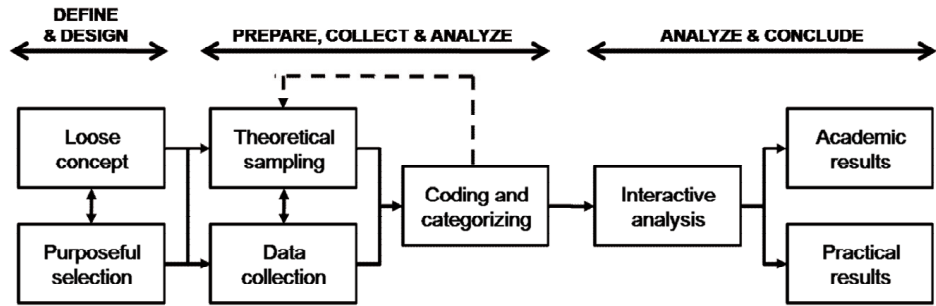 DEFINE
& DESIGN
PREPARE, COLLECT & ANALYZE
ANALYZE & CONCLUDE
Loose
concept
Theoretical
sampling
Academic
results
Coding and
categorizing
Interactive
analysis
Purposeful
selection
Data
collection
Practical
results